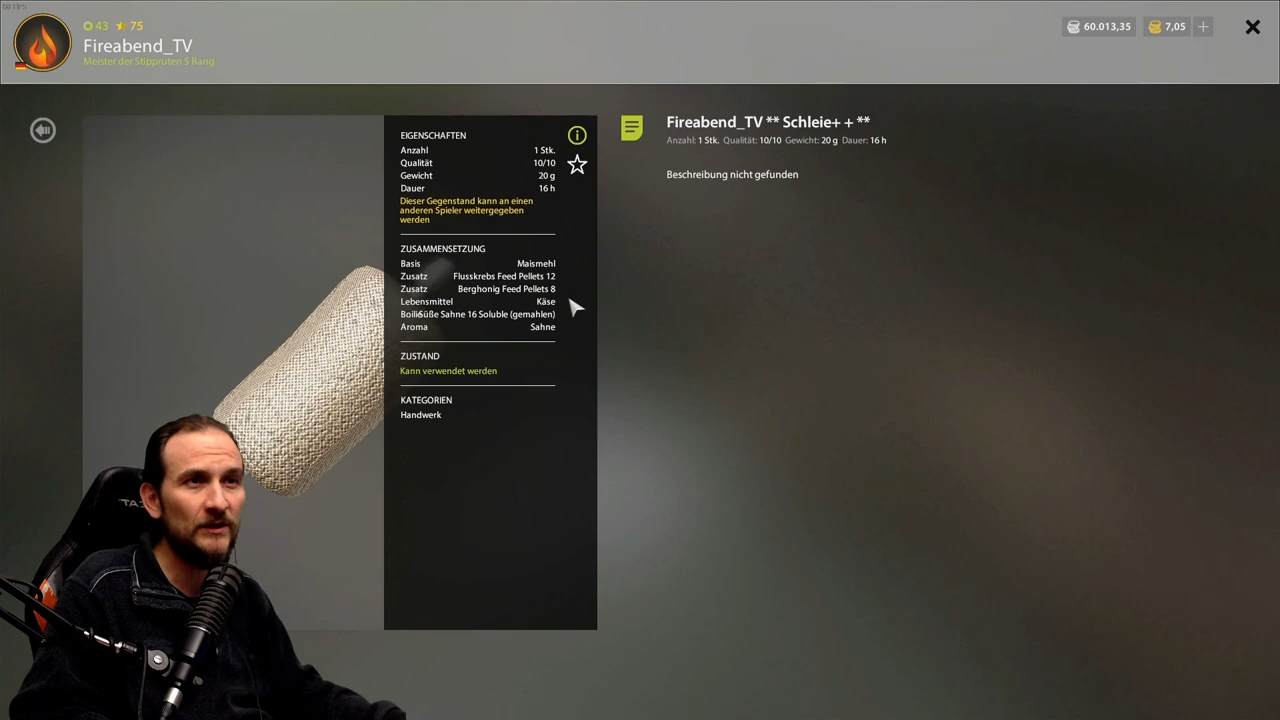 60 FPS
43 75
Fireabend_TV
Meister der Stippruten 5 Rang
60.013,35 7,05 +
EIGENSCHAFTEN
Anzahl 1 Stk.
Qualität 10/10
Gewicht 20 g
Dauer 16 h
Dieser Gegenstand kann an einen
anderen Spieler weitergegeben
werden
ZUSAMMENSETZUNG
Basis Maismehl
Zusatz Flusskrebs Feed Pellets 12
Zusatz Berghonig Feed Pellets 8
Lebensmittel Käse
Boilie Süße Sahne 16 Soluble (gemahlen)
Aroma Sahne
ZUSTAND
Kann verwendet werden
KATEGORIEN
Handwerk
Fireabend_TV ** Schleie+ + **
Anzahl: 1 Stk. Qualität: 10/10 Gewicht: 20 g Dauer: 16 h
Beschreibung nicht gefunden